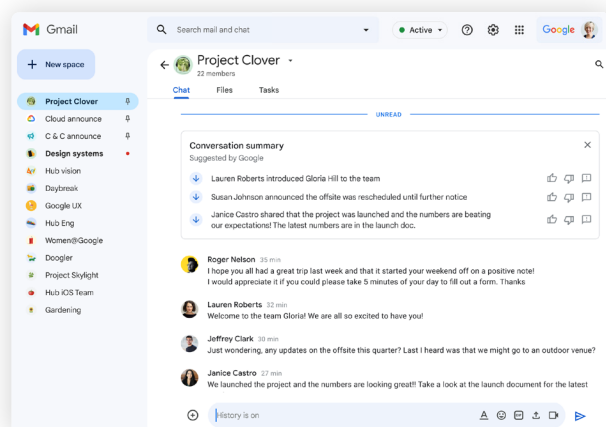 Gmail
Search mail and chat
Active
Google
New space
Project Clover
Cloud announce
C & C announce
Design systems
Hub vision
Daybreak
Google UX
Hub Eng
Women@Google
Doogler
Project Skylight
Hub iOS Team
Gardening
Project Clover
22 members
Chat Files Tasks
UNREAD
Conversation summary
Suggested by Google
Lauren Roberts introduced Gloria Hill to the team
Susan Johnson announced the offsite was rescheduled until further notice
Janice Castro shared that the project was launched and the numbers are beating
our expectations! The latest numbers are in the launch doc.
Roger Nelson 35 min
I hope you all had a great trip last week and that it started your weekend off on a positive note!
I would appreciate it if you could please take 5 minutes of your day to fill out a form. Thanks
Lauren Roberts 32 min
Welcome to the team Gloria! We are all so excited to have you!
Jeffrey Clark 30 min
Just wondering, any updates on the offsite this quarter? Last I heard was that we might go to an outdoor venue?
Janice Castro 27 min
We launched the project and the numbers are looking great!! Take a look at the launch document for the latest
History is on